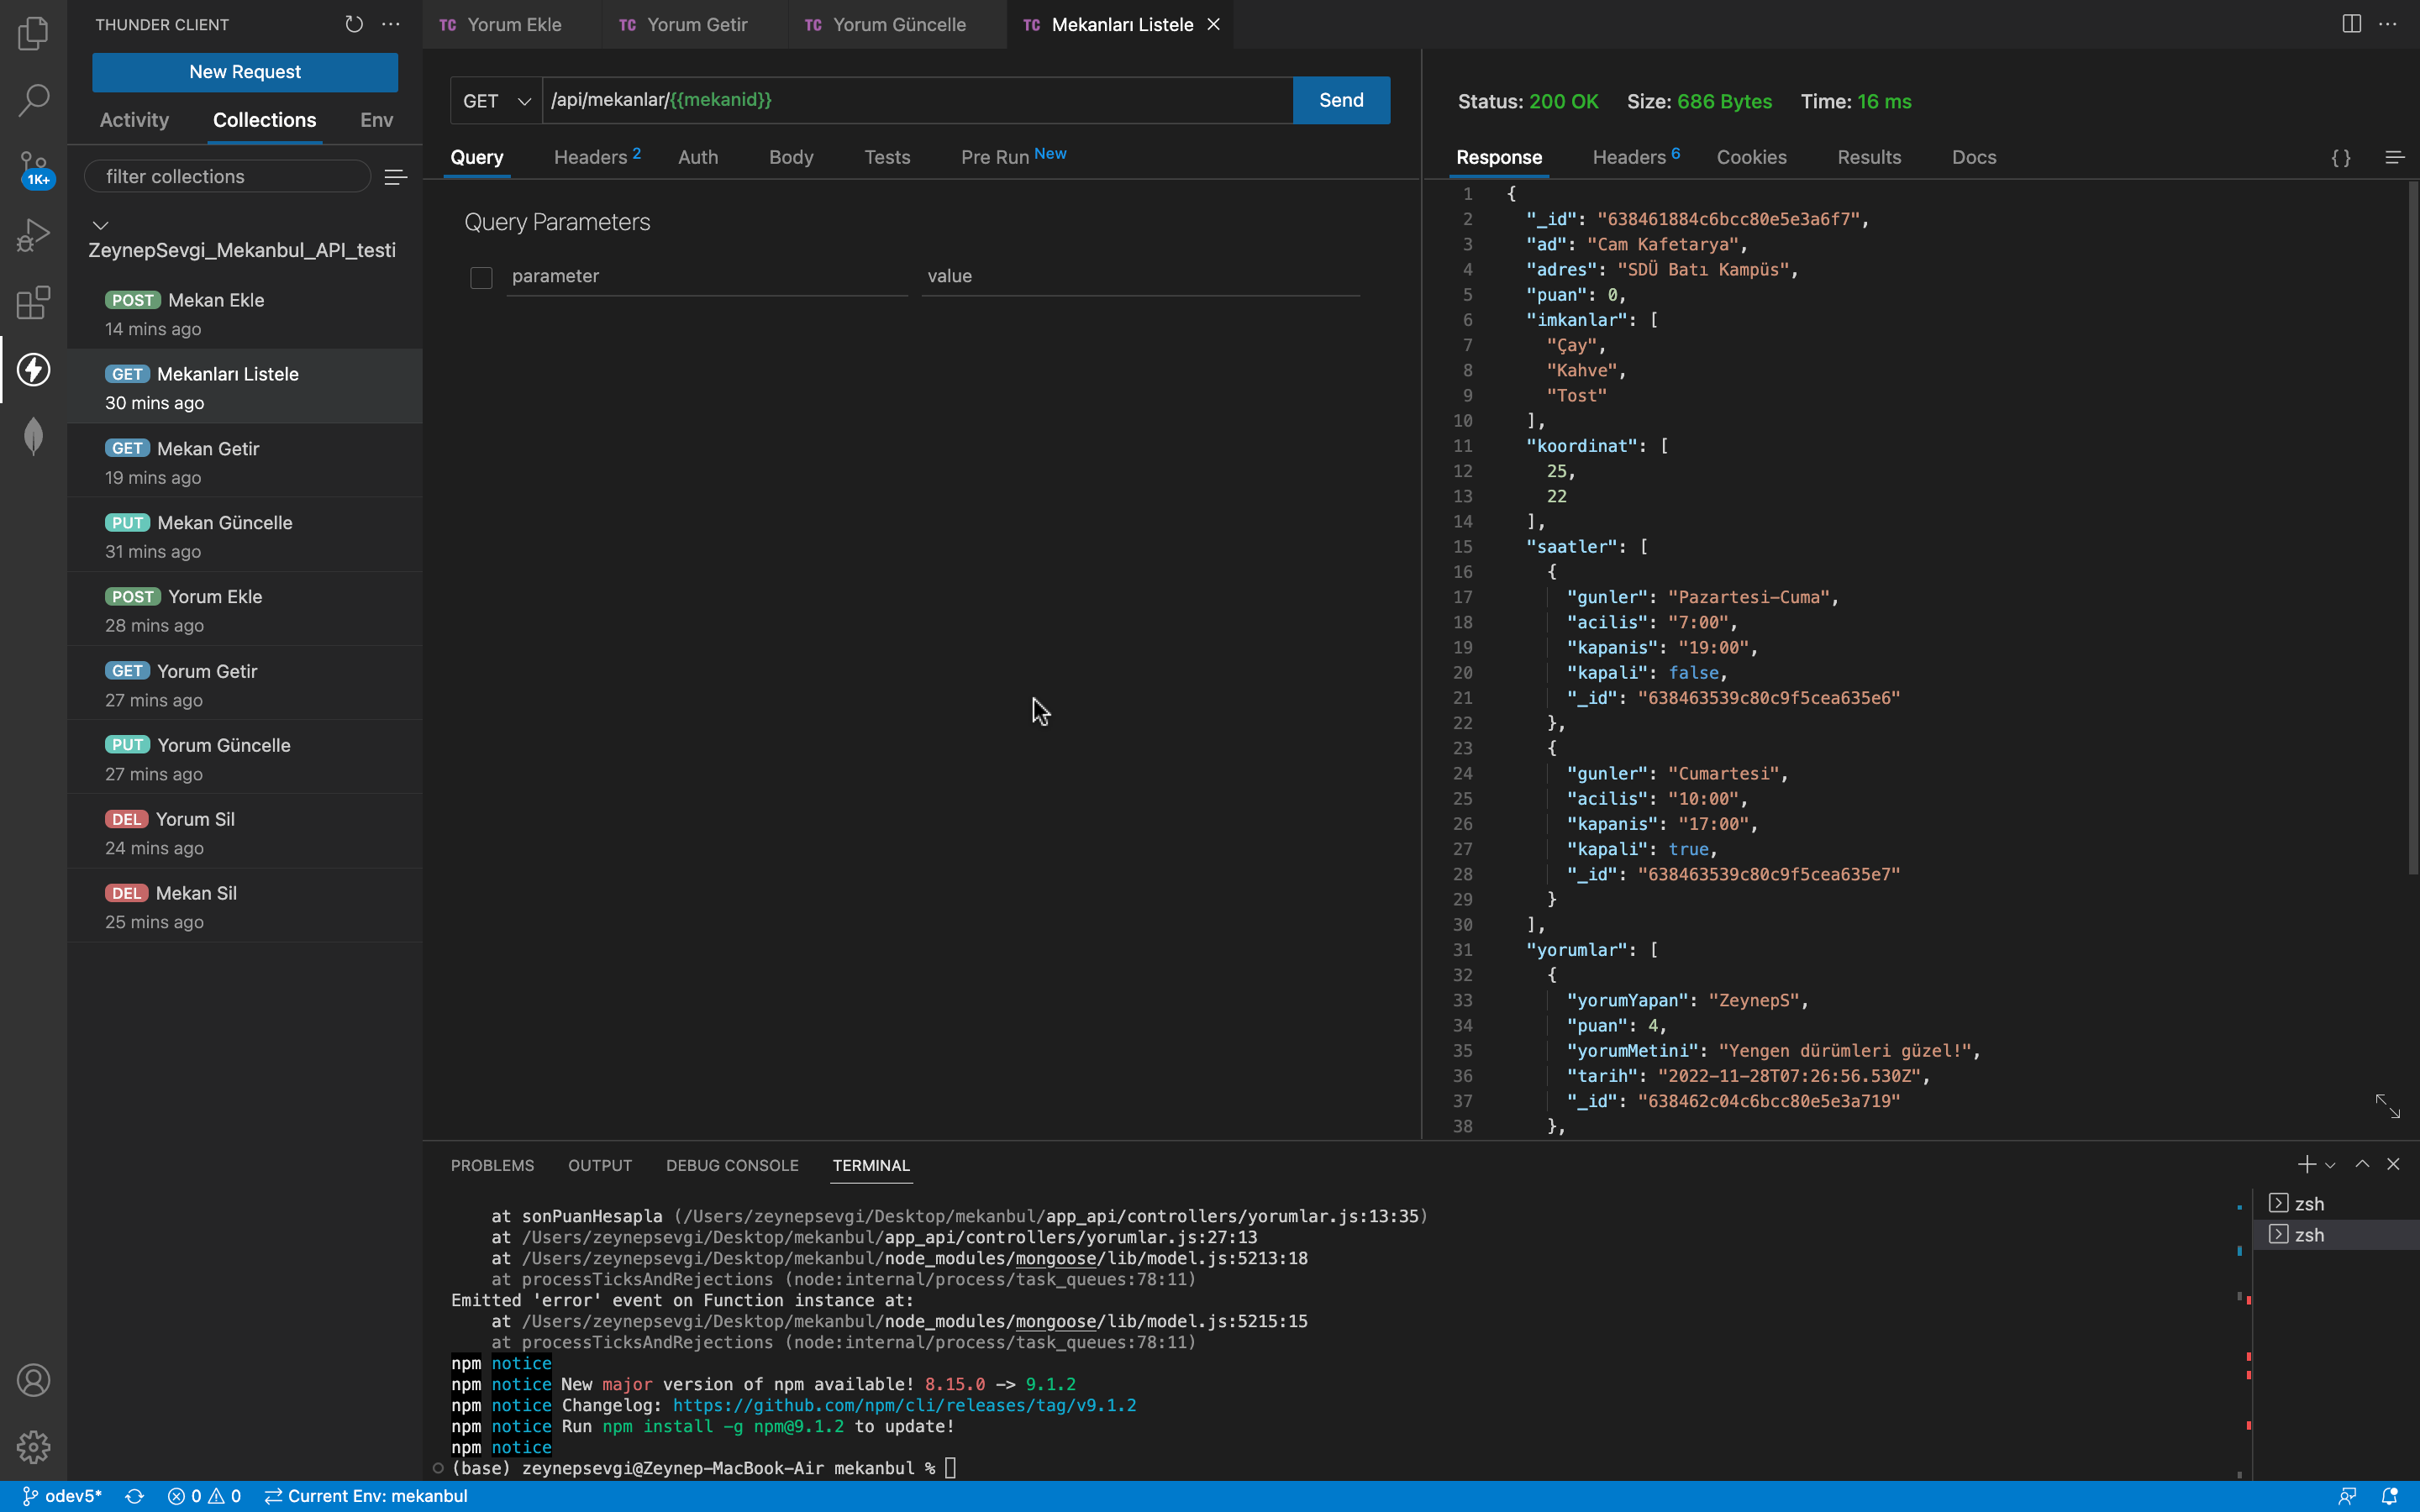 THUNDER CLIENT
New Request
Activity Collections Env
filter collections
1K+
ZeynepSevgi_Mekanbul_API_testi
POST Mekan Ekle
14 mins ago
GET Mekanları Listele
30 mins ago
GET Mekan Getir
19 mins ago
PUT Mekan Güncelle
31 mins ago
POST Yorum Ekle
28 mins ago
GET Yorum Getir
27 mins ago
PUT Yorum Güncelle
27 mins ago
DEL Yorum Sil
24 mins ago
DEL Mekan Sil
25 mins ago
TC Yorum Ekle TC Yorum Getir TC Yorum Güncelle TC Mekanları Listele
GET /api/mekanlar/{{mekanid}} Send
Query Headers 2 Auth Body Tests Pre Run New
Query Parameters
parameter value
Status: 200 OK Size: 686 Bytes Time: 16 ms
Response Headers 6 Cookies Results Docs {}
1 {
2 "_id": "638461884c6bcc80e5e3a6f7",
3 "ad": "Cam Kafetarya",
4 "adres": "SDÜ Batı Kampüs",
5 "puan": 0,
6 "imkanlar": [
7 "Çay",
8 "Kahve",
9 "Tost"
10 ],
11 "koordinat": [
12 25,
13 22
14 ],
15 "saatler": [
16 {
17 "gunler": "Pazartesi-Cuma",
18 "acilis": "7:00",
19 "kapanis": "19:00",
20 "kapali": false,
21 "_id": "638463539c80c9f5cea635e6"
22 },
23 {
24 "gunler": "Cumartesi",
25 "acilis": "10:00",
26 "kapanis": "17:00",
27 "kapali": true,
28 "_id": "638463539c80c9f5cea635e7"
29 }
30 ],
31 "yorumlar": [
32 {
33 "yorumYapan": "ZeynepS",
34 "puan": 4,
35 "yorumMetini": "Yengen dürümleri güzel!",
36 "tarih": "2022-11-28T07:26:56.530Z",
37 "_id": "638462c04c6bcc80e5e3a719"
38 },
PROBLEMS OUTPUT DEBUG CONSOLE TERMINAL
at sonPuanHesapla (/Users/zeynepsevgi/Desktop/mekanbul/app_api/controllers/yorumlar.js:13:35)
at /Users/zeynepsevgi/Desktop/mekanbul/app_api/controllers/yorumlar.js:27:13
at /Users/zeynepsevgi/Desktop/mekanbul/node_modules/mongoose/lib/model.js:5213:18
at processTicksAndRejections (node:internal/process/task_queues:78:11)
Emitted 'error' event on Function instance at:
at /Users/zeynepsevgi/Desktop/mekanbul/node_modules/mongoose/lib/model.js:5215:15
at processTicksAndRejections (node:internal/process/task_queues:78:11)
npm notice
npm notice New major version of npm available! 8.15.0 -> 9.1.2
npm notice Changelog: https://github.com/npm/cli/releases/tag/v9.1.2
npm notice Run npm install -g npm@9.1.2 to update!
npm notice
(base) zeynepsevgi@Zeynep-MacBook-Air mekanbul %
zsh
zsh
odev5* 0 0 Current Env: mekanbul